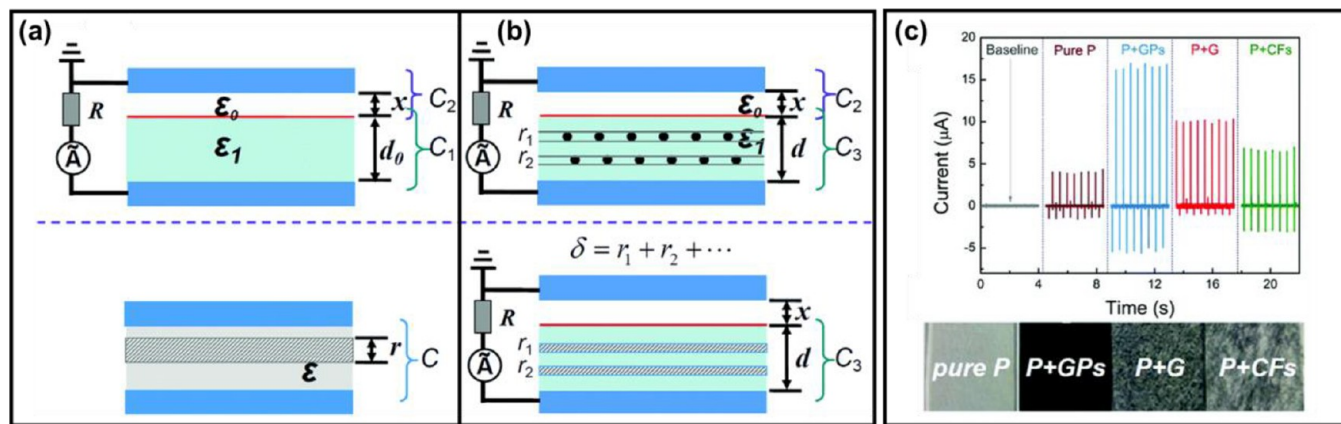 (a)
R
Ã
ε₀
x
C₂
ε₁
d₀
C₁
r
ε
C
(b)
R
Ã
ε₀
x
C₂
r₁
ε₁
r₂
d
C₃
δ = r₁ + r₂ + ⋯
R
Ã
x
r₁
r₂
d
C₃
(c)
20
15
10
5
0
-5
Current (μA)
Baseline
Pure P
P+GPs
P+G
P+CFs
0 4 8 12 16 20
Time (s)
pure P P+GPs P+G P+CFs